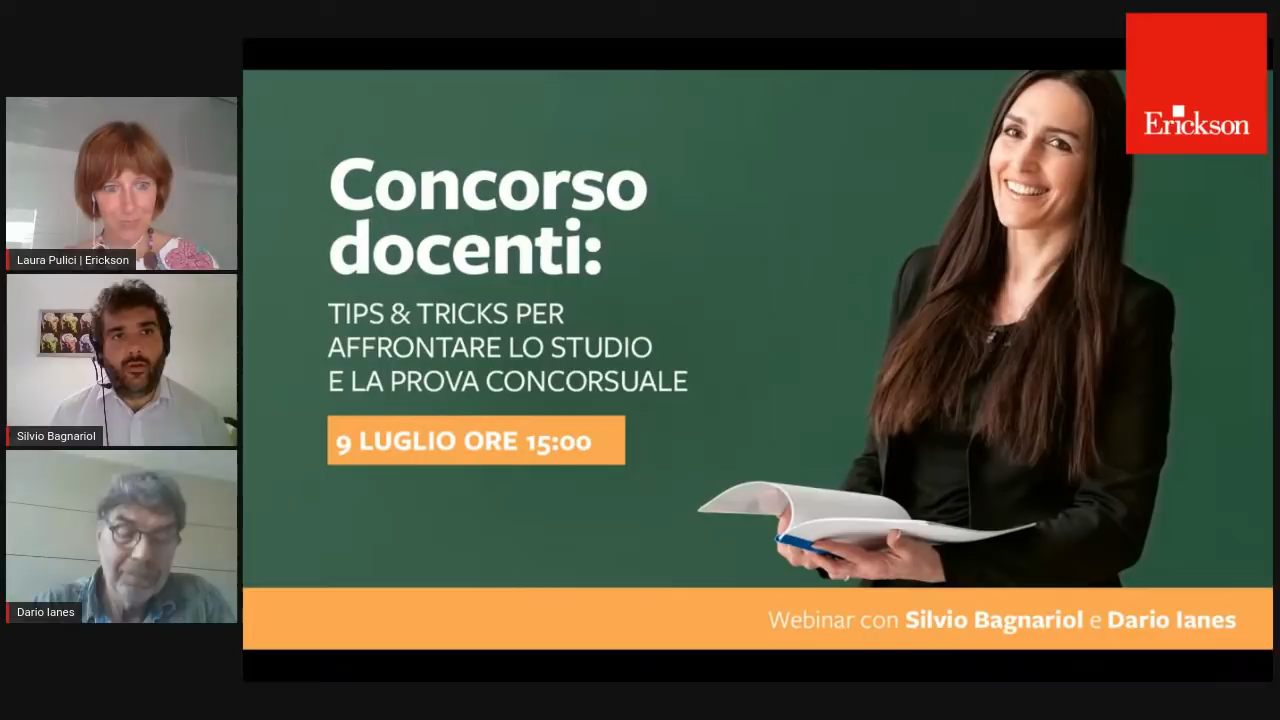 Erickson
Laura Pulici | Erickson
Silvio Bagnariol
Dario Ianes
Concorso
docenti:
TIPS & TRICKS PER
AFFRONTARE LO STUDIO
E LA PROVA CONCORSUALE
9 LUGLIO ORE 15:00
Webinar con Silvio Bagnariol e Dario Ianes